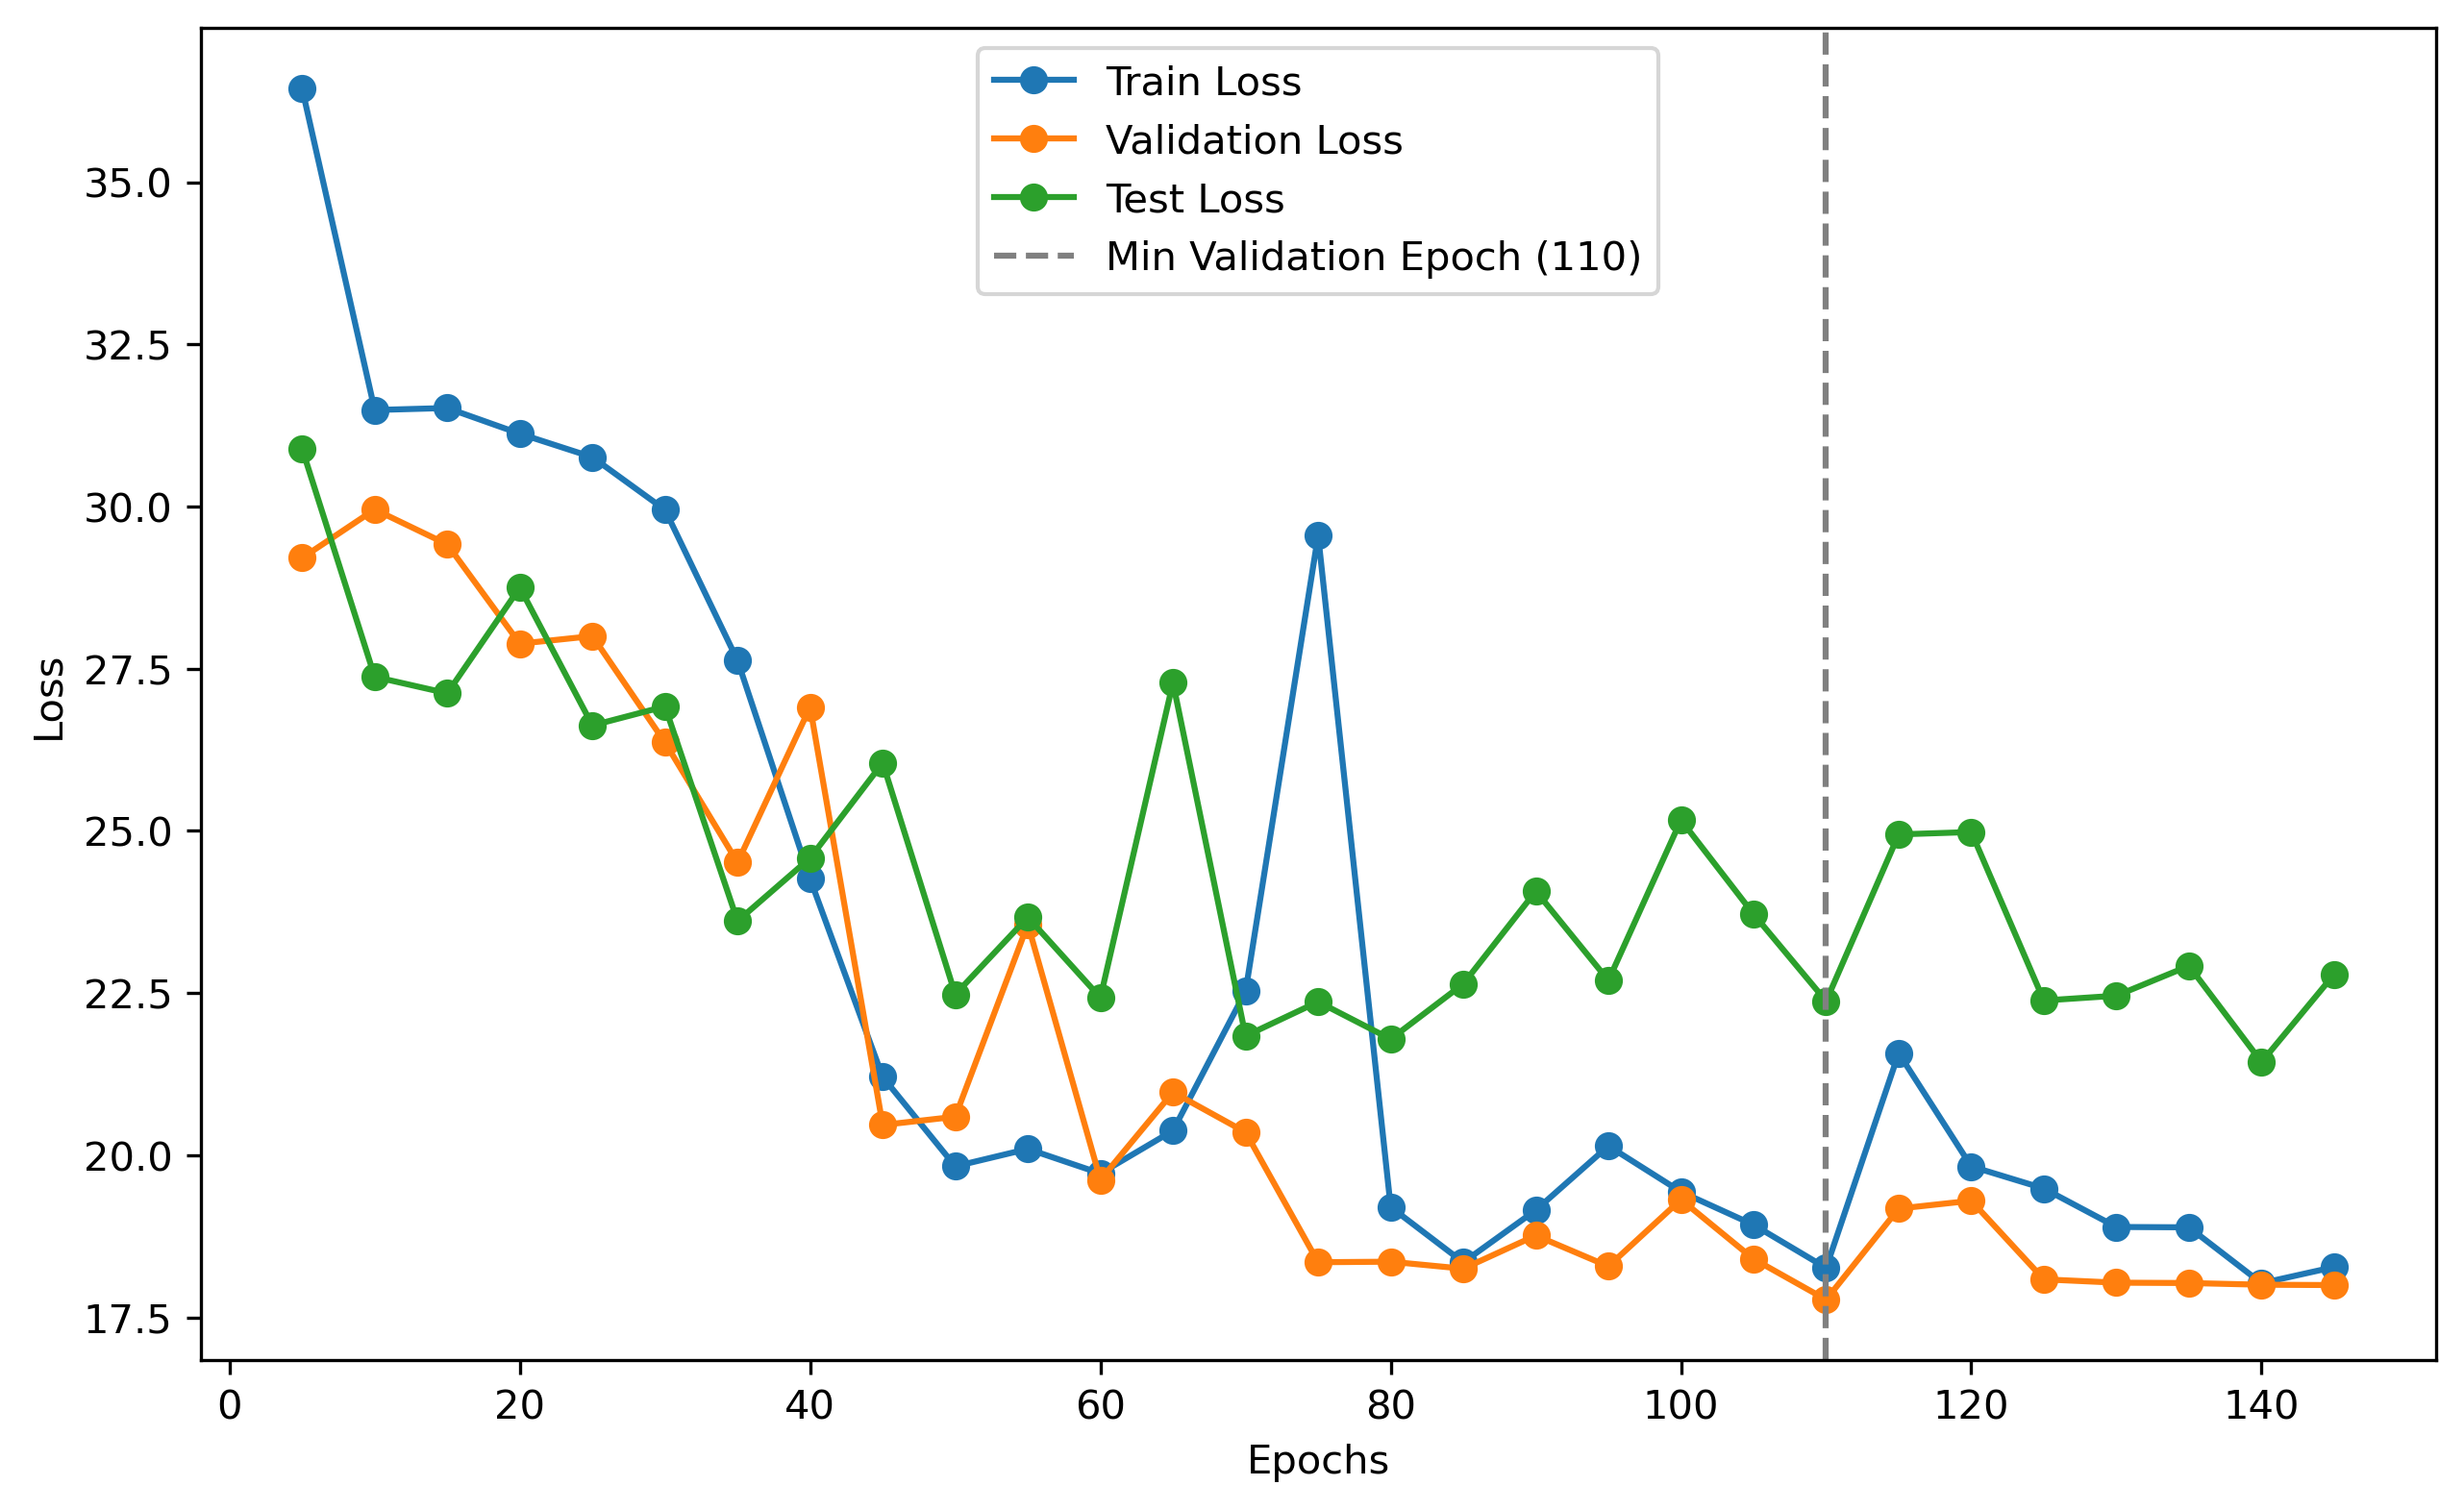 Train Loss
Validation Loss
Test Loss
Min Validation Epoch (110)
35.0
32.5
30.0
27.5
25.0
22.5
20.0
17.5
Loss
0 20 40 60 80 100 120 140
Epochs